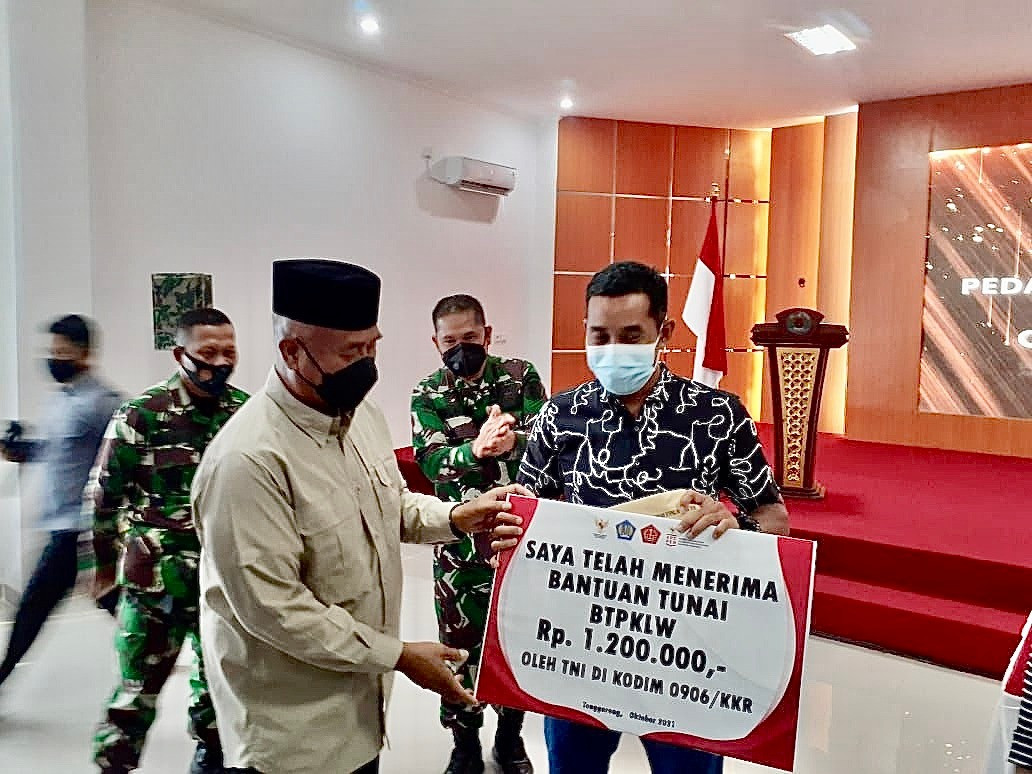 PEDA
SAYA TELAH MENERIMA
BANTUAN TUNAI
BTPKLW
Rp. 1.200.000,-
OLEH TNI DI KODIM 0906/KKR
Tenggarong, Oktober 2021